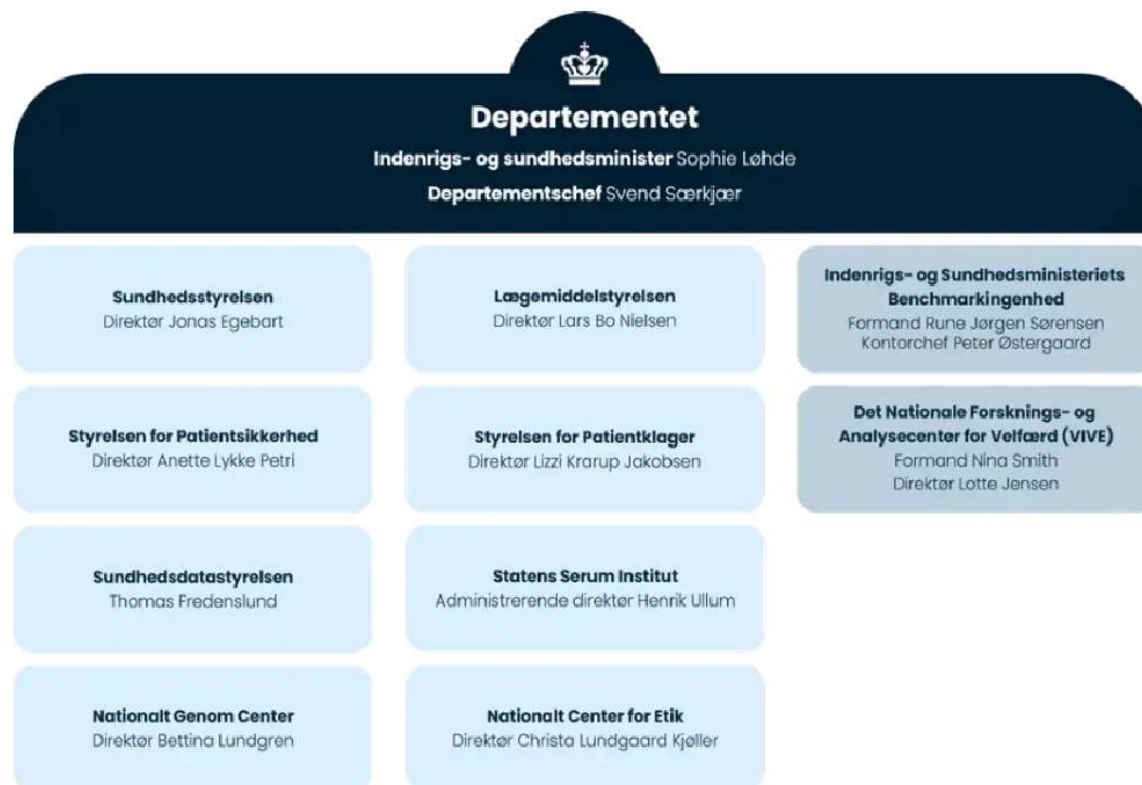 Departementet
Indenrigs- og sundhedsminister Sophie Løhde
Departementschef Svend Særkjær
Sundhedsstyrelsen
Direktør Jonas Egebart
Lægemiddelstyrelsen
Direktør Lars Bo Nielsen
Indenrigs- og Sundhedsministeriets
Benchmarkingenhed
Formand Rune Jørgen Sørensen
Kontorchef Peter Østergaard
Styrelsen for Patientsikkerhed
Direktør Anette Lykke Petri
Styrelsen for Patientklager
Direktør Lizzi Krarup Jakobsen
Det Nationale Forsknings- og
Analysecenter for Velfærd (VIVE)
Formand Nina Smith
Direktør Lotte Jensen
Sundhedsdatastyrelsen
Thomas Fredenslund
Statens Serum Institut
Administrerende direktør Henrik Ullum
Nationalt Genom Center
Direktør Bettina Lundgren
Nationalt Center for Etik
Direktør Christa Lundgaard Kjøller